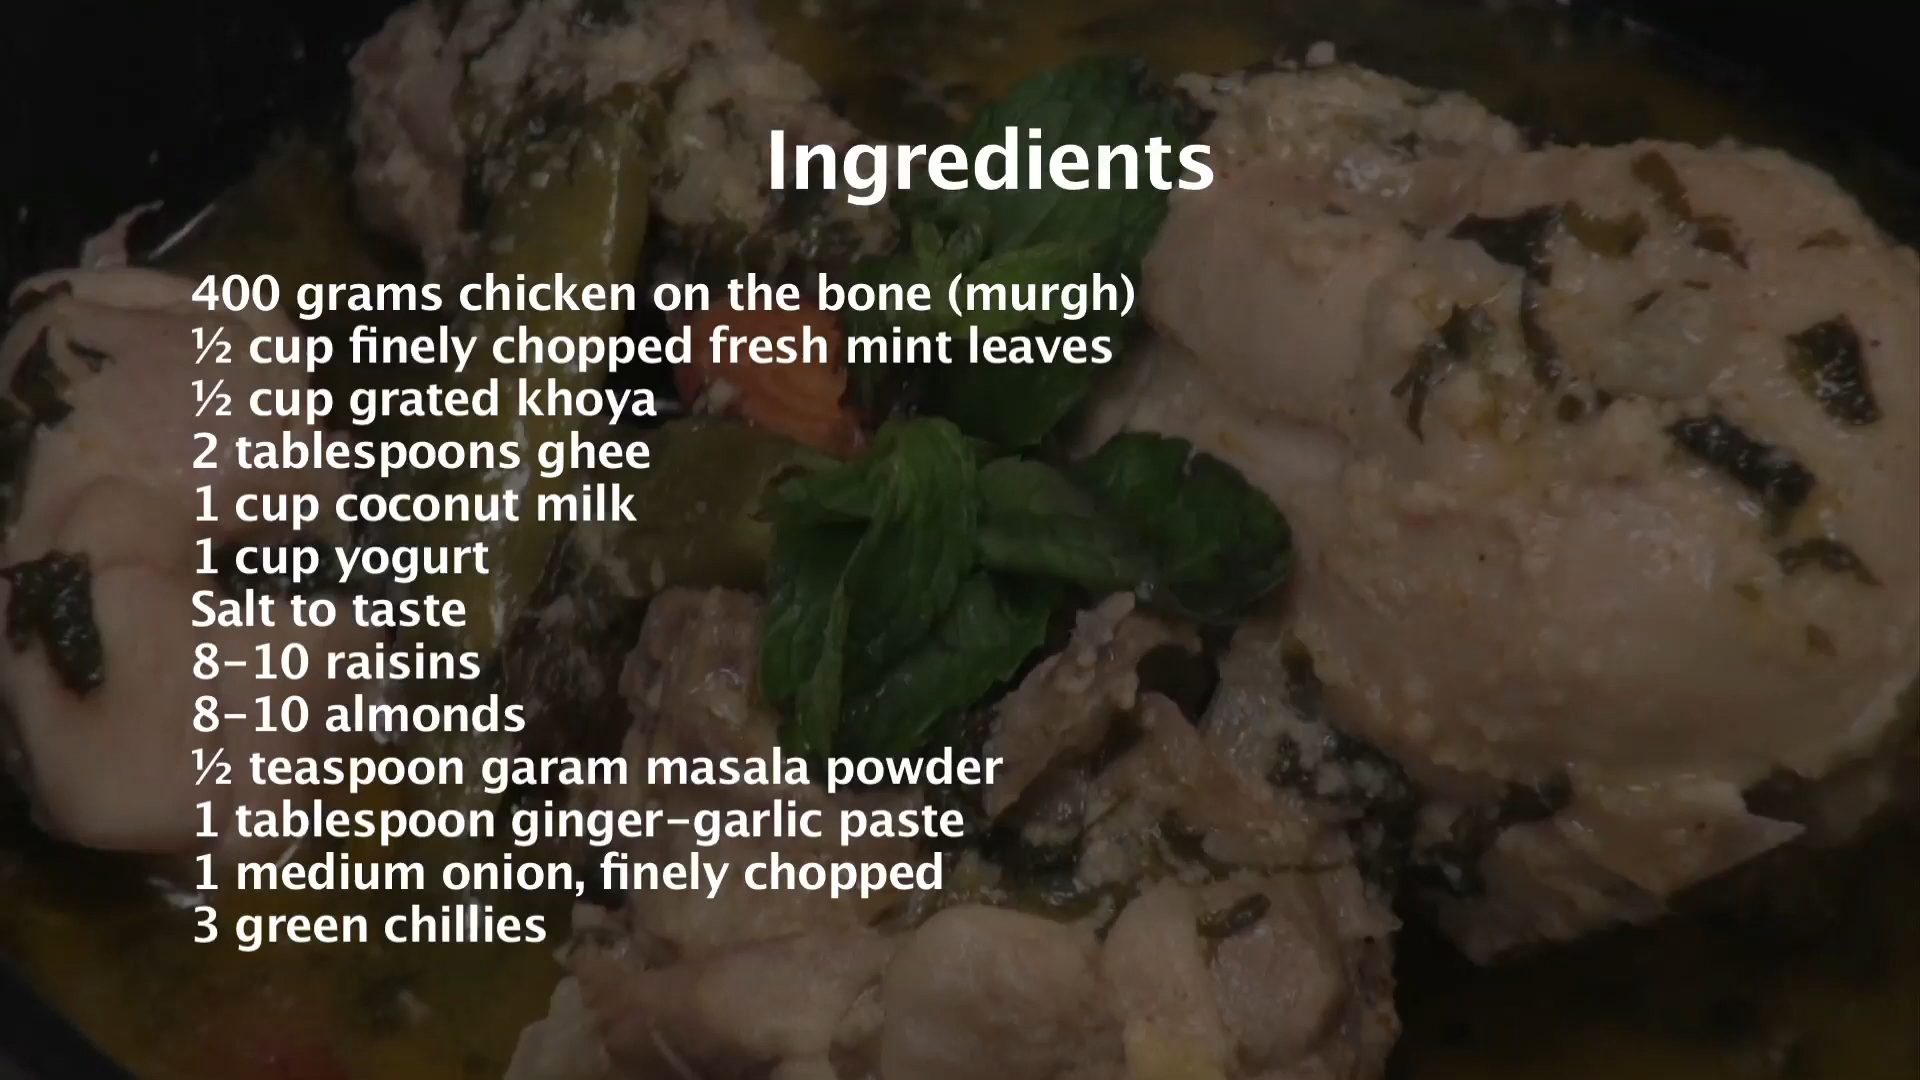 Ingredients
400 grams chicken on the bone (murgh)
½ cup finely chopped fresh mint leaves
½ cup grated khoya
2 tablespoons ghee
1 cup coconut milk
1 cup yogurt
Salt to taste
8-10 raisins
8-10 almonds
½ teaspoon garam masala powder
1 tablespoon ginger-garlic paste
1 medium onion, finely chopped
3 green chillies